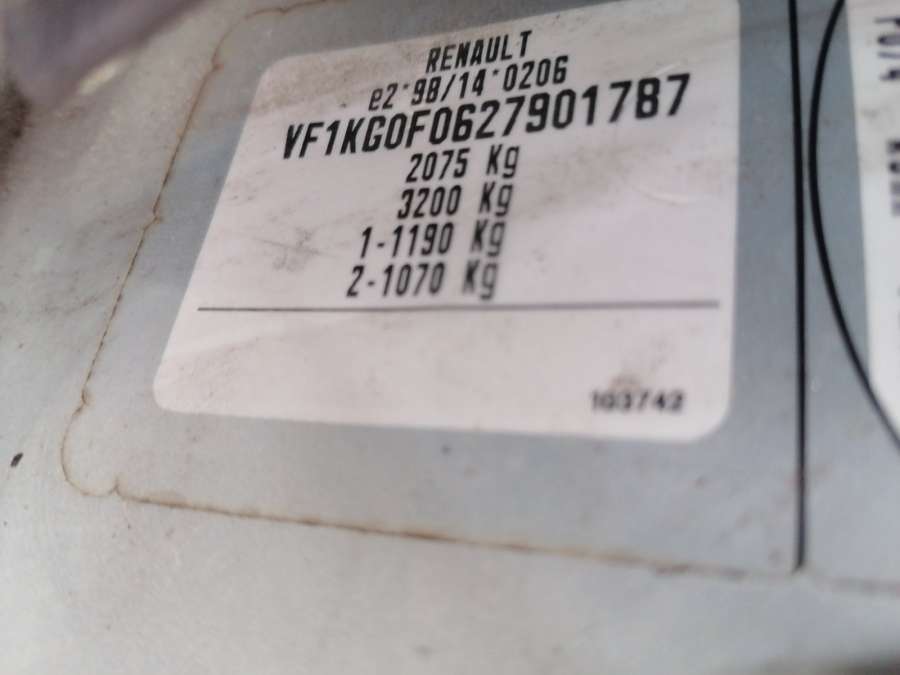 RENAULT
e2*98/14*0206
VF1KG0F0627901787
2075 Kg
3200 Kg
1-1190 Kg
2-1070 Kg
103742